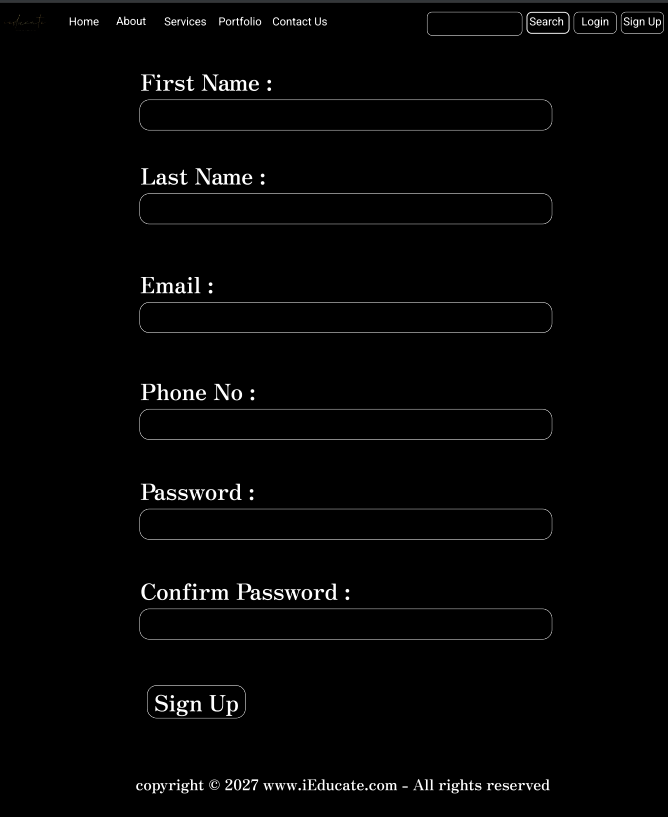 Home About Services Portfolio Contact Us Search Login Sign Up
First Name :
Last Name :
Email :
Phone No :
Password :
Confirm Password :
Sign Up
copyright © 2027 www.iEducate.com - All rights reserved